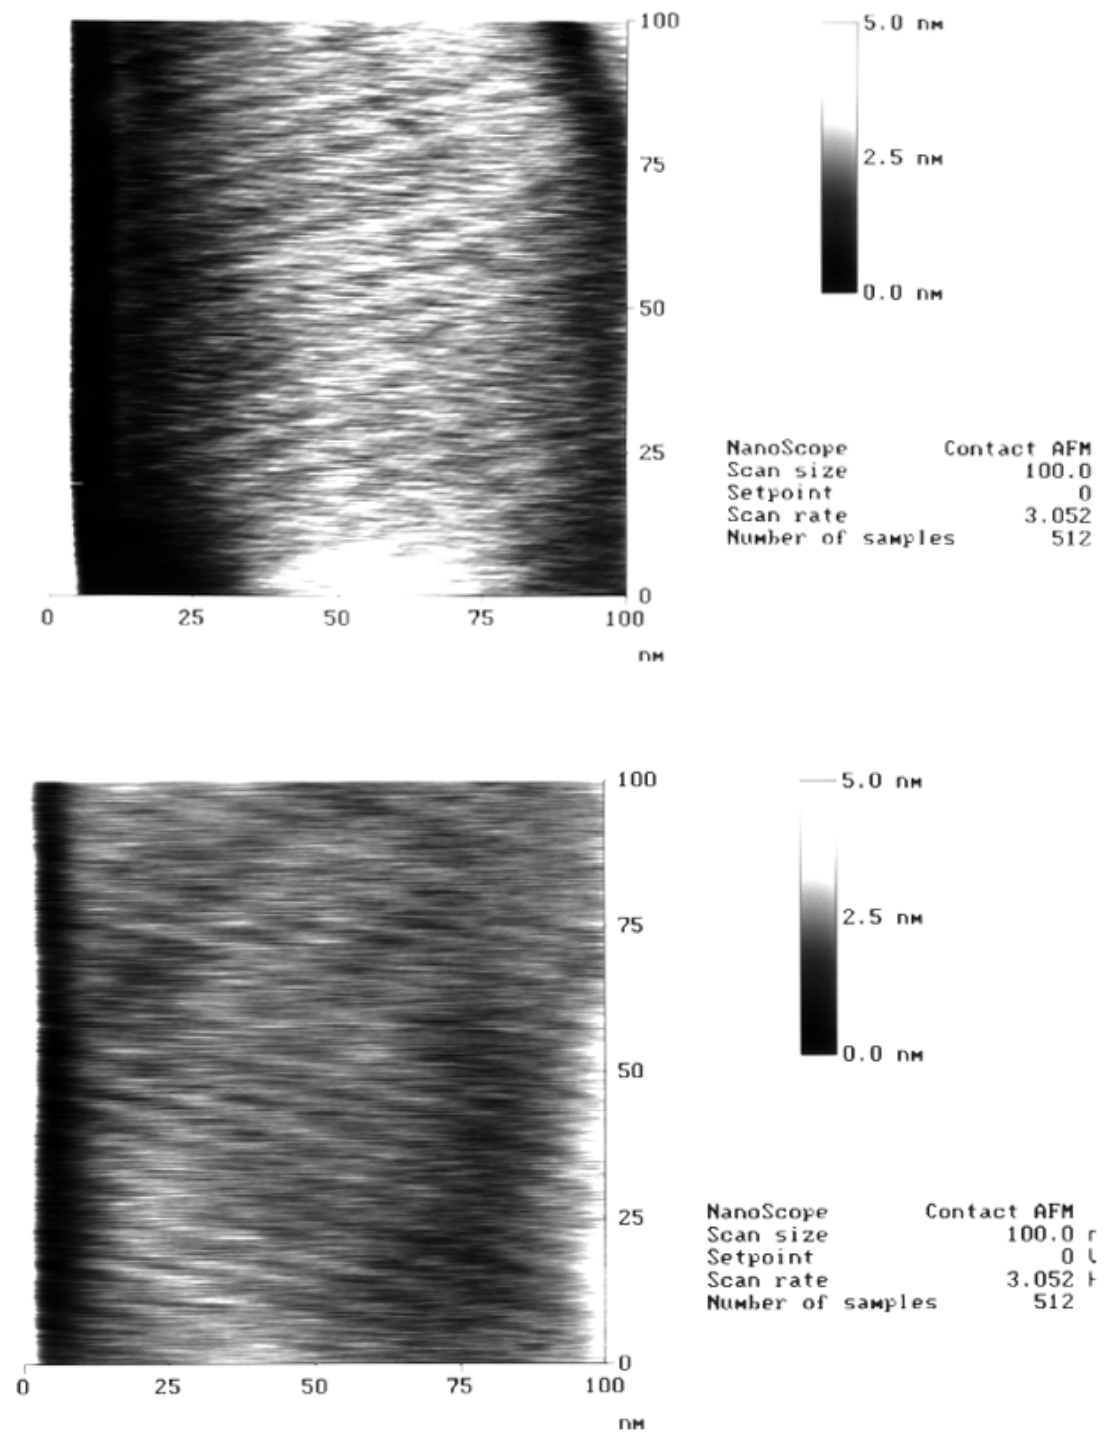 100
75
50
25
0
0 25 50 75 100
nm
5.0 nm
2.5 nm
0.0 nm
NanoScope Contact AFM
Scan size 100.0
Setpoint 0
Scan rate 3.052
Number of samples 512
100
75
50
25
0
0 25 50 75 100
nm
5.0 nm
2.5 nm
0.0 nm
NanoScope Contact AFM
Scan size 100.0
Setpoint 0
Scan rate 3.052
Number of samples 512